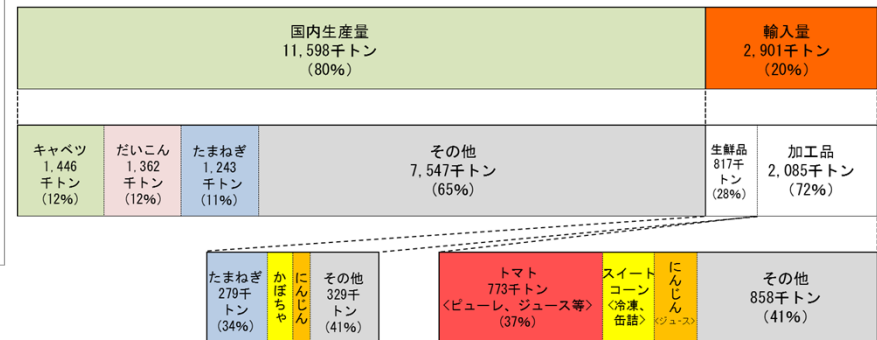 国内生産量
11,598千トン
(80%)
輸入量
2,901千トン
(20%)
キャベツ
1,446
千トン
(12%)
だいこん
1,362
千トン
(12%)
たまねぎ
1,243
千トン
(11%)
その他
7,547千トン
(65%)
生鮮品
817千
トン
(28%)
加工品
2,085千トン
(72%)
たまねぎ
279千
トン
(34%)
かぼちゃ
にんじん
その他
329千
トン
(41%)
トマト
773千トン
<ピューレ、ジュース等>
(37%)
スイート
コーン
<冷凍、
缶詰>
にんじん
<ジュース>
その他
858千トン
(41%)